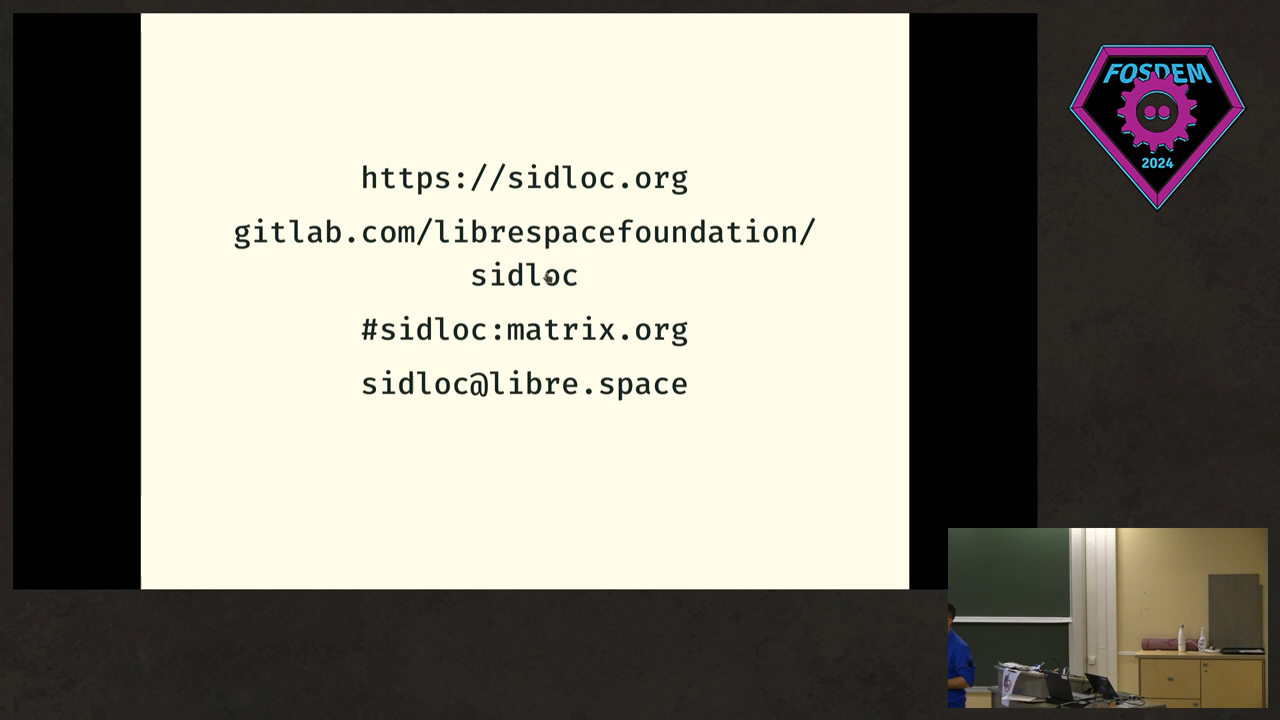 https://sidloc.org
gitlab.com/librespacefoundation/
sidloc
#sidloc:matrix.org
sidloc@libre.space
FOSDEM
2024